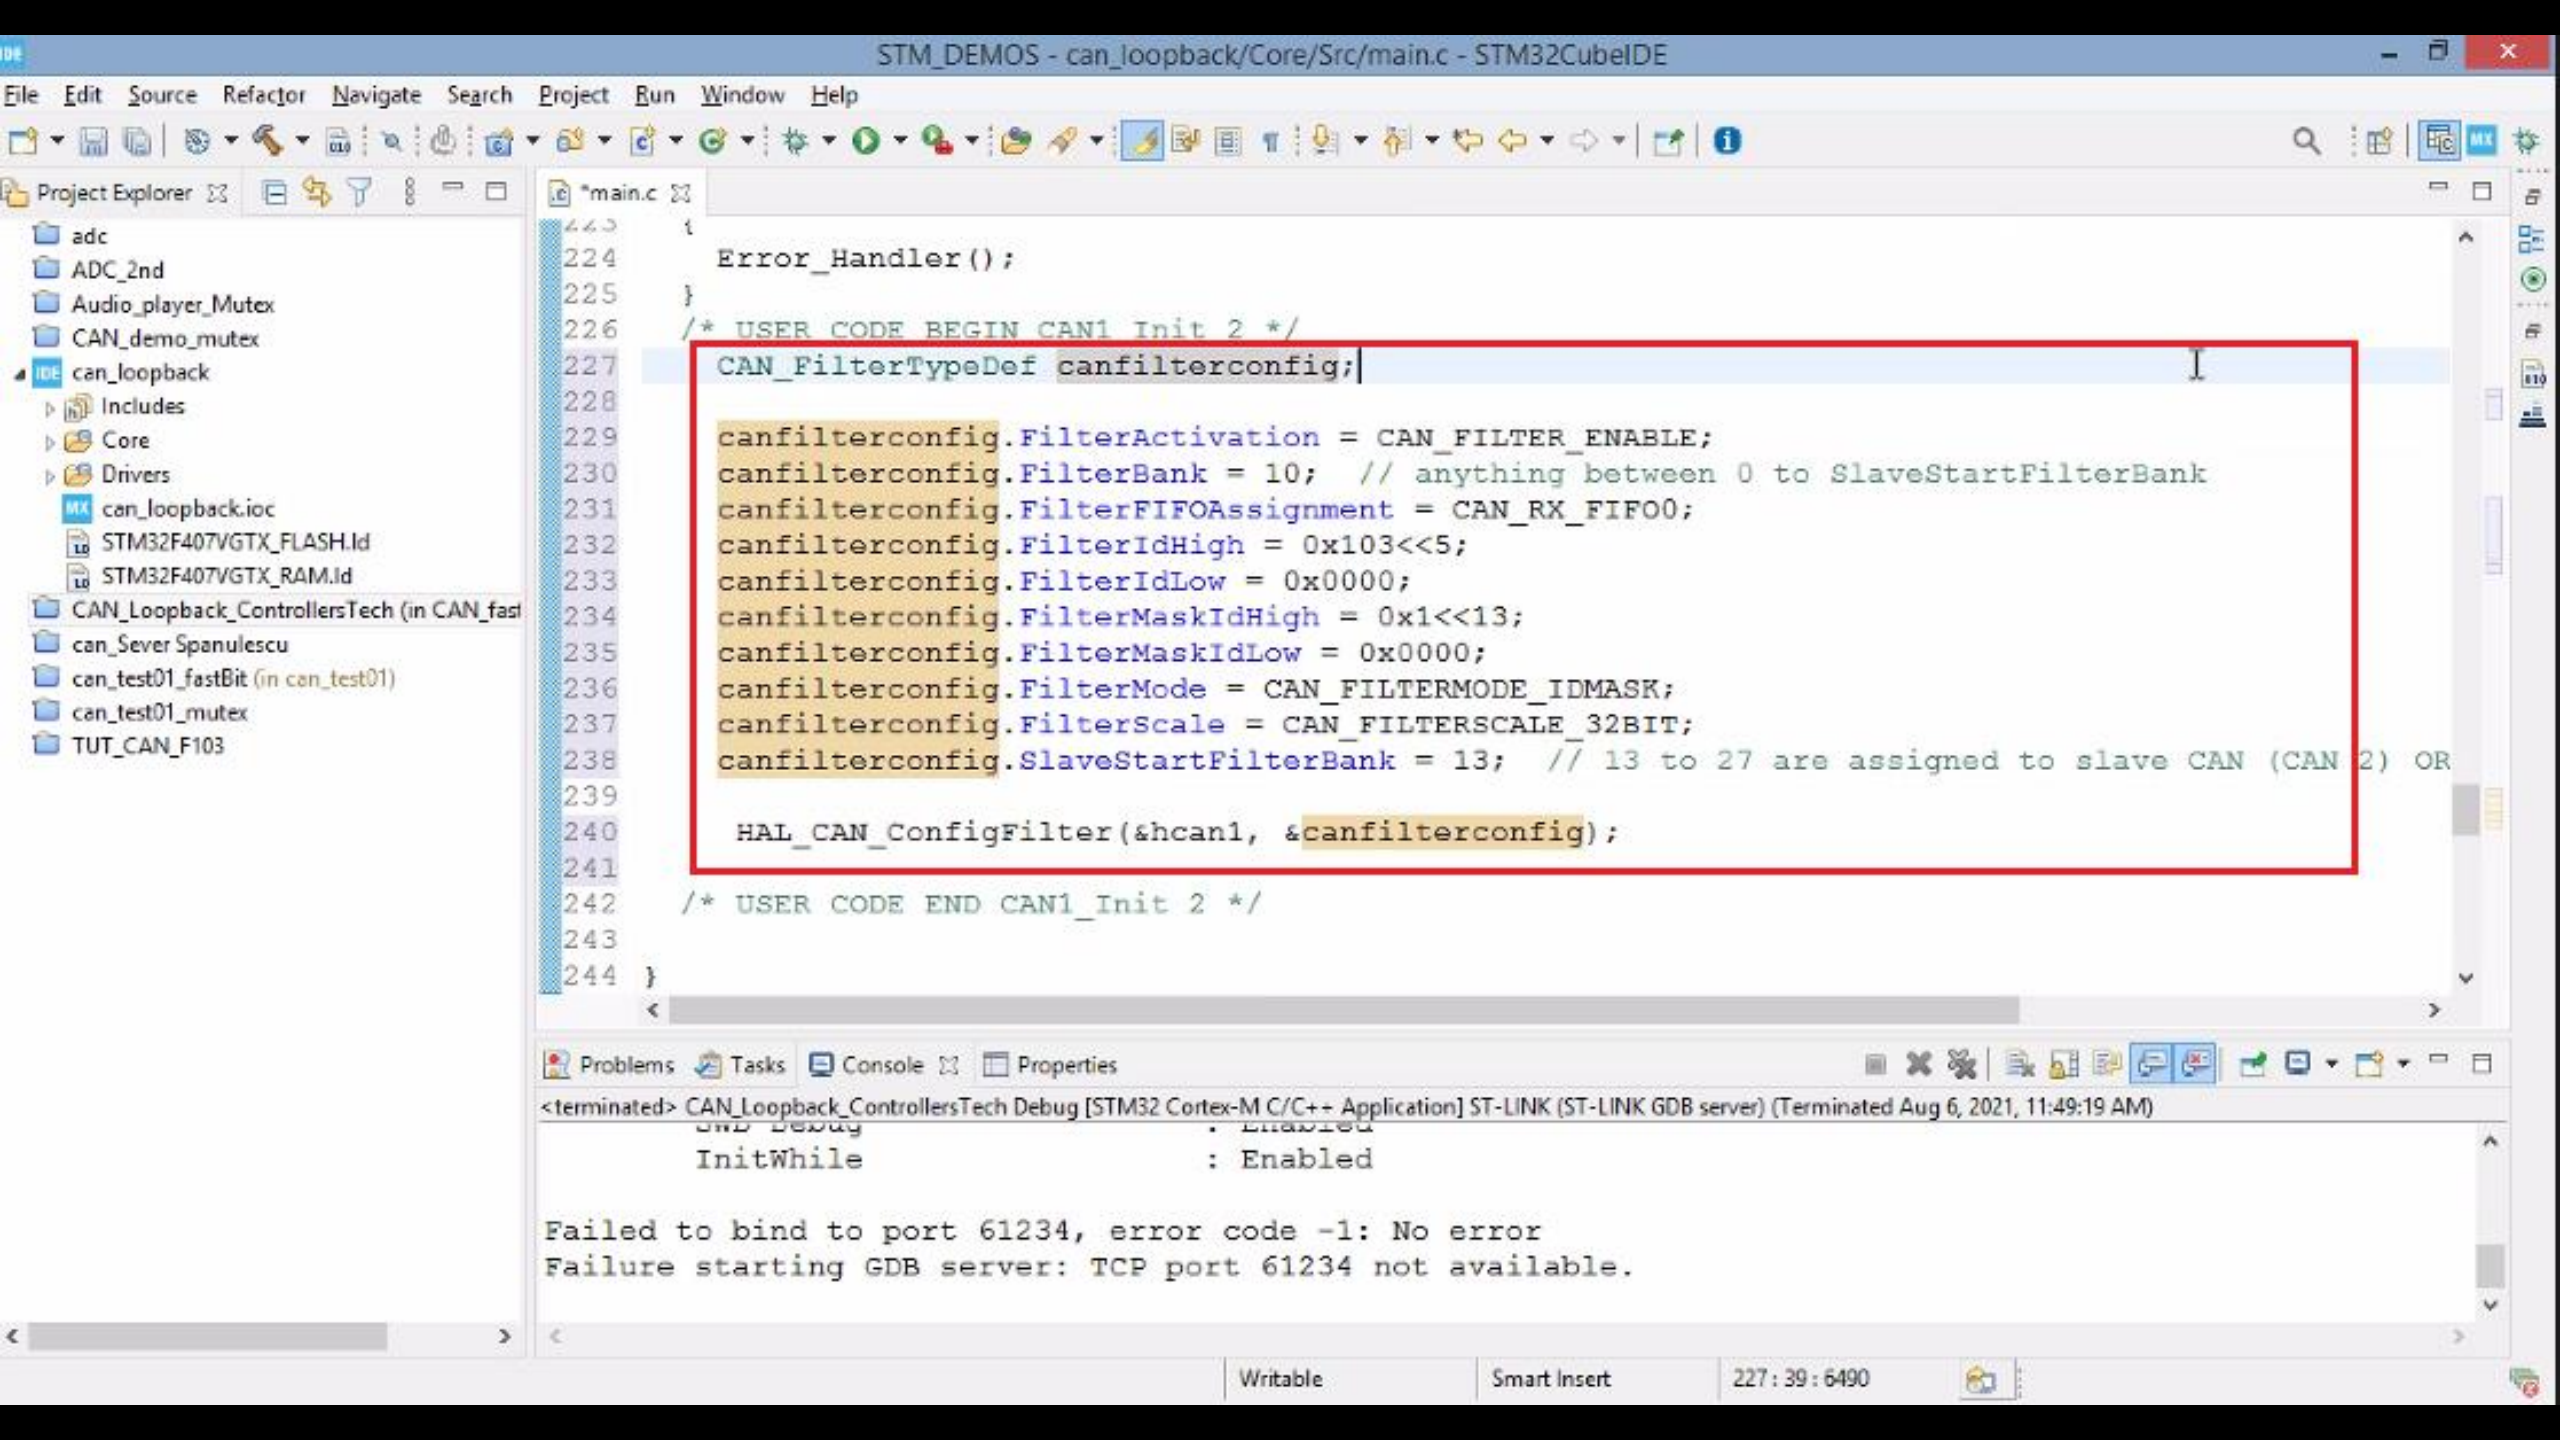 IDE
STM_DEMOS - can_loopback/Core/Src/main.c - STM32CubeIDE
File Edit Source Refactor Navigate Search Project Run Window Help
Project Explorer
adc
ADC_2nd
Audio_player_Mutex
CAN_demo_mutex
IDE can_loopback
Includes
Core
Drivers
MX can_loopback.ioc
STM32F407VGTX_FLASH.ld
STM32F407VGTX_RAM.ld
CAN_Loopback_ControllersTech (in CAN_fast
can_Sever Spanulescu
can_test01_fastBit (in can_test01)
can_test01_mutex
TUT_CAN_F103
*main.c
223 {
224 Error_Handler();
225 }
226 /* USER CODE BEGIN CAN1_Init 2 */
227 CAN_FilterTypeDef canfilterconfig;
228
229 canfilterconfig.FilterActivation = CAN_FILTER_ENABLE;
230 canfilterconfig.FilterBank = 10; // anything between 0 to SlaveStartFilterBank
231 canfilterconfig.FilterFIFOAssignment = CAN_RX_FIFO0;
232 canfilterconfig.FilterIdHigh = 0x103<<5;
233 canfilterconfig.FilterIdLow = 0x0000;
234 canfilterconfig.FilterMaskIdHigh = 0x1<<13;
235 canfilterconfig.FilterMaskIdLow = 0x0000;
236 canfilterconfig.FilterMode = CAN_FILTERMODE_IDMASK;
237 canfilterconfig.FilterScale = CAN_FILTERSCALE_32BIT;
238 canfilterconfig.SlaveStartFilterBank = 13; // 13 to 27 are assigned to slave CAN (CAN 2) OR
239
240 HAL_CAN_ConfigFilter(&hcan1, &canfilterconfig);
241
242 /* USER CODE END CAN1_Init 2 */
243
244 }
Problems Tasks Console Properties
<terminated> CAN_Loopback_ControllersTech Debug [STM32 Cortex-M C/C++ Application] ST-LINK (ST-LINK GDB server) (Terminated Aug 6, 2021, 11:49:19 AM)
SWD Debug : Enabled
InitWhile : Enabled
Failed to bind to port 61234, error code -1: No error
Failure starting GDB server: TCP port 61234 not available.
Writable Smart Insert 227 : 39 : 6490